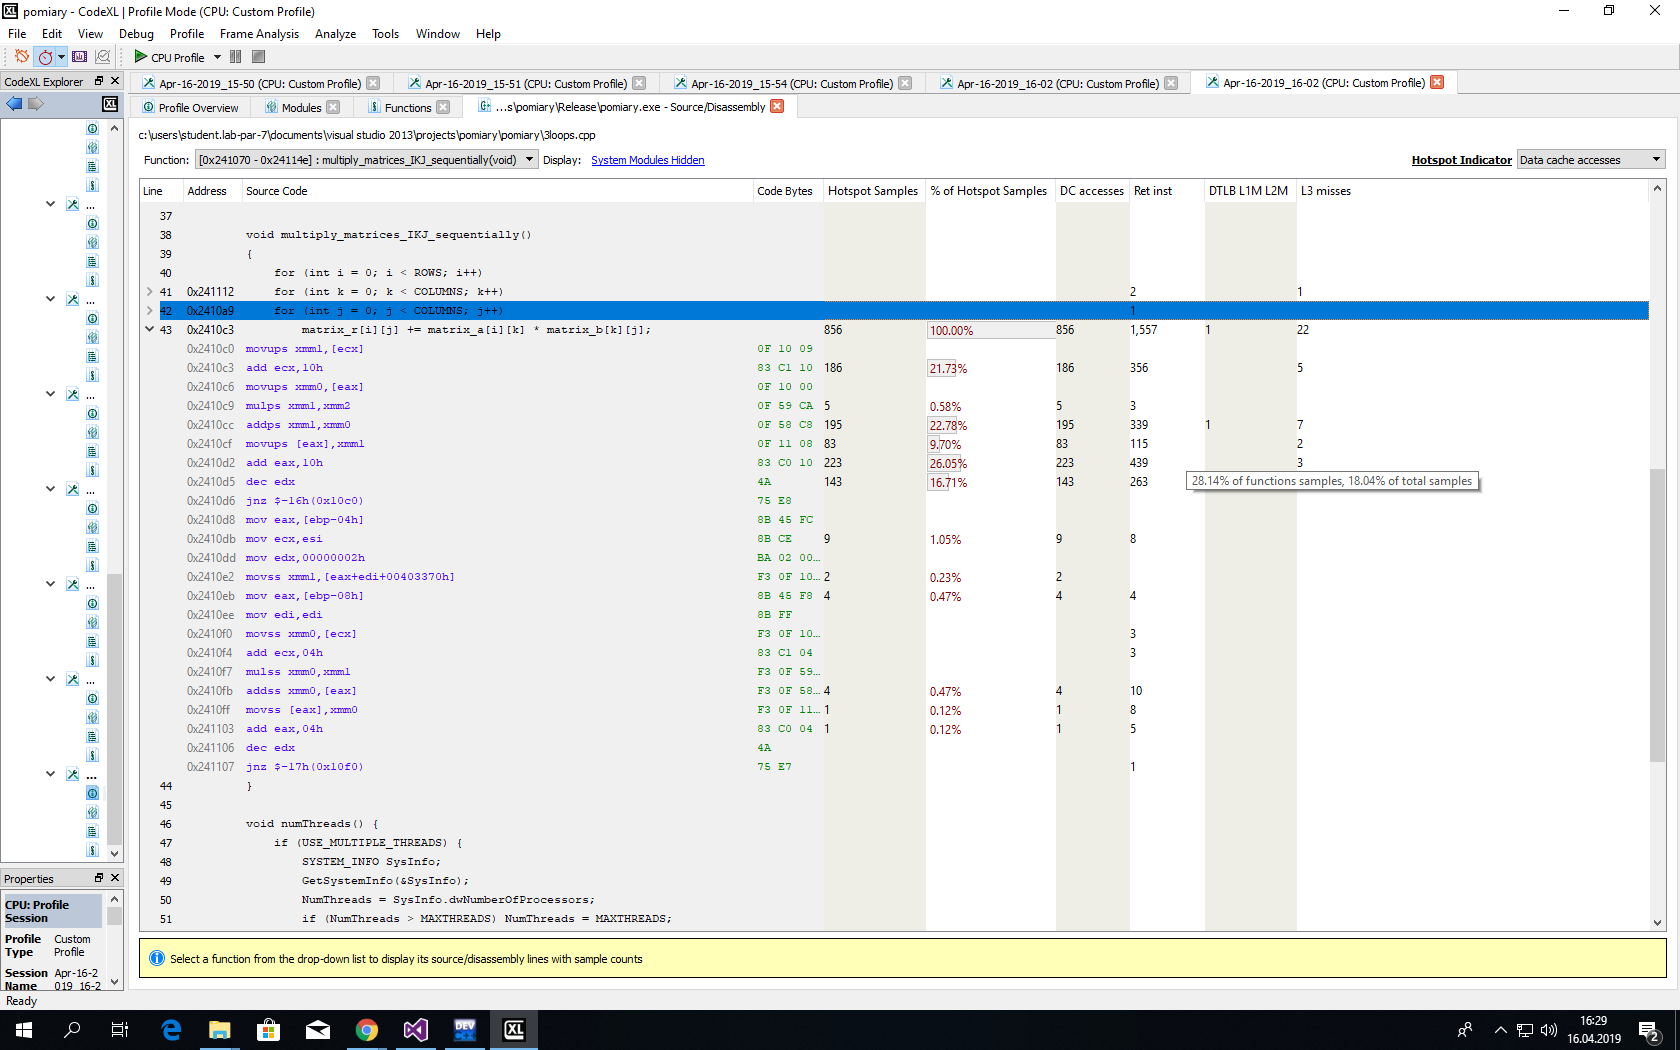 pomiary - CodeXL | Profile Mode (CPU: Custom Profile)
File Edit View Debug Profile Frame Analysis Analyze Tools Window Help
CPU Profile
CodeXL Explorer
Apr-16-2019_15-50 (CPU: Custom Profile) Apr-16-2019_15-51 (CPU: Custom Profile) Apr-16-2019_15-54 (CPU: Custom Profile) Apr-16-2019_16-02 (CPU: Custom Profile) Apr-16-2019_16-02 (CPU: Custom Profile)
Profile Overview Modules Functions ...s\pomiary\Release\pomiary.exe - Source/Disassembly
c:\users\student.lab-par-7\documents\visual studio 2013\projects\pomiary\pomiary\3loops.cpp
Function: [0x241070 - 0x24114e] : multiply_matrices_IKJ_sequentially(void) Display: System Modules Hidden Hotspot Indicator Data cache accesses
Line Address Source Code Code Bytes Hotspot Samples % of Hotspot Samples DC accesses Ret inst DTLB L1M L2M L3 misses
37
38 void multiply_matrices_IKJ_sequentially()
39 {
40 for (int i = 0; i < ROWS; i++)
41 0x241112 for (int k = 0; k < COLUMNS; k++) 2 1
42 0x2410a9 for (int j = 0; j < COLUMNS; j++) 1
43 0x2410c3 matrix_r[i][j] += matrix_a[i][k] * matrix_b[k][j]; 856 100.00% 856 1,557 1 22
0x2410c0 movups xmm1,[ecx] 0F 10 09
0x2410c3 add ecx,10h 83 C1 10 186 21.73% 186 356 5
0x2410c6 movups xmm0,[eax] 0F 10 00
0x2410c9 mulps xmm1,xmm2 0F 59 CA 5 0.58% 5 3
0x2410cc addps xmm1,xmm0 0F 58 C8 195 22.78% 195 339 1 7
0x2410cf movups [eax],xmm1 0F 11 08 83 9.70% 83 115 2
0x2410d2 add eax,10h 83 C0 10 223 26.05% 223 439 3
0x2410d5 dec edx 4A 143 16.71% 143 263
28.14% of functions samples, 18.04% of total samples
0x2410d6 jnz $-16h(0x10c0) 75 E8
0x2410d8 mov eax,[ebp-04h] 8B 45 FC
0x2410db mov ecx,esi 8B CE 9 1.05% 9 8
0x2410dd mov edx,00000002h BA 02 00...
0x2410e2 movss xmm1,[eax+edi+00403370h] F3 0F 10... 2 0.23% 2
0x2410eb mov eax,[ebp-08h] 8B 45 F8 4 0.47% 4 4
0x2410ee mov edi,edi 8B FF
0x2410f0 movss xmm0,[ecx] F3 0F 10... 3
0x2410f4 add ecx,04h 83 C1 04 3
0x2410f7 mulss xmm0,xmm1 F3 0F 59...
0x2410fb addss xmm0,[eax] F3 0F 58... 4 0.47% 4 10
0x2410ff movss [eax],xmm0 F3 0F 11... 1 0.12% 1 8
0x241103 add eax,04h 83 C0 04 1 0.12% 1 5
0x241106 dec edx 4A
0x241107 jnz $-17h(0x10f0) 75 E7 1
44 }
45
46 void numThreads() {
47 if (USE_MULTIPLE_THREADS) {
48 SYSTEM_INFO SysInfo;
49 GetSystemInfo(&SysInfo);
50 NumThreads = SysInfo.dwNumberOfProcessors;
51 if (NumThreads > MAXTHREADS) NumThreads = MAXTHREADS;
Properties
CPU: Profile Session
Profile Type Custom Profile
Session Name Apr-16-2019_16-2
Select a function from the drop-down list to display its source/disassembly lines with sample counts
Ready
DEV C++
XL
16:29
16.04.2019
2